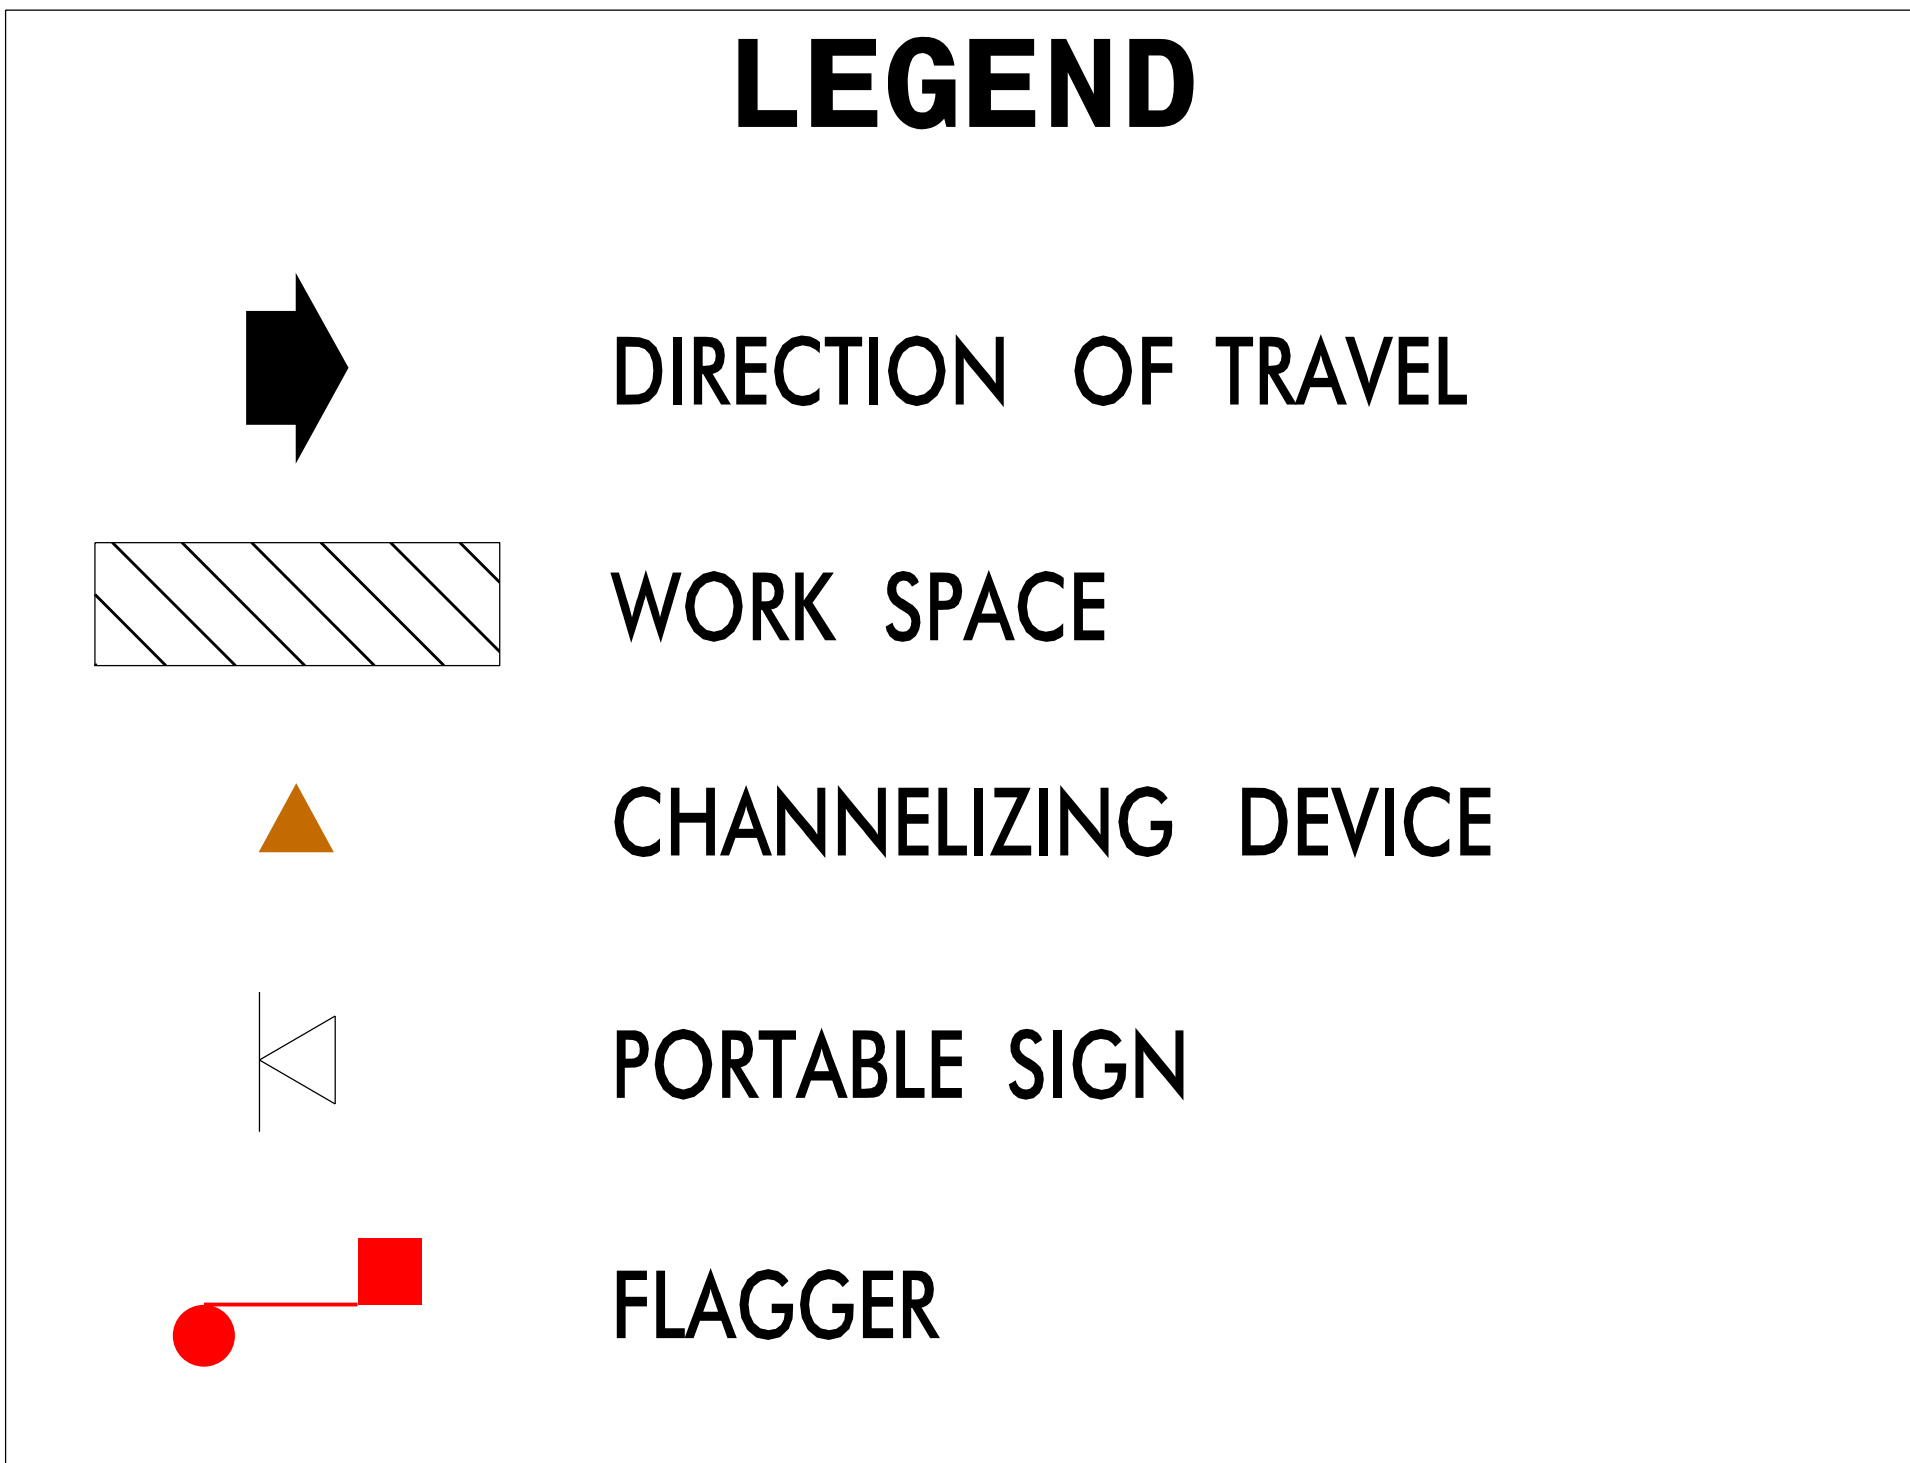 LEGEND
DIRECTION OF TRAVEL
WORK SPACE
CHANNELIZING DEVICE
PORTABLE SIGN
FLAGGER